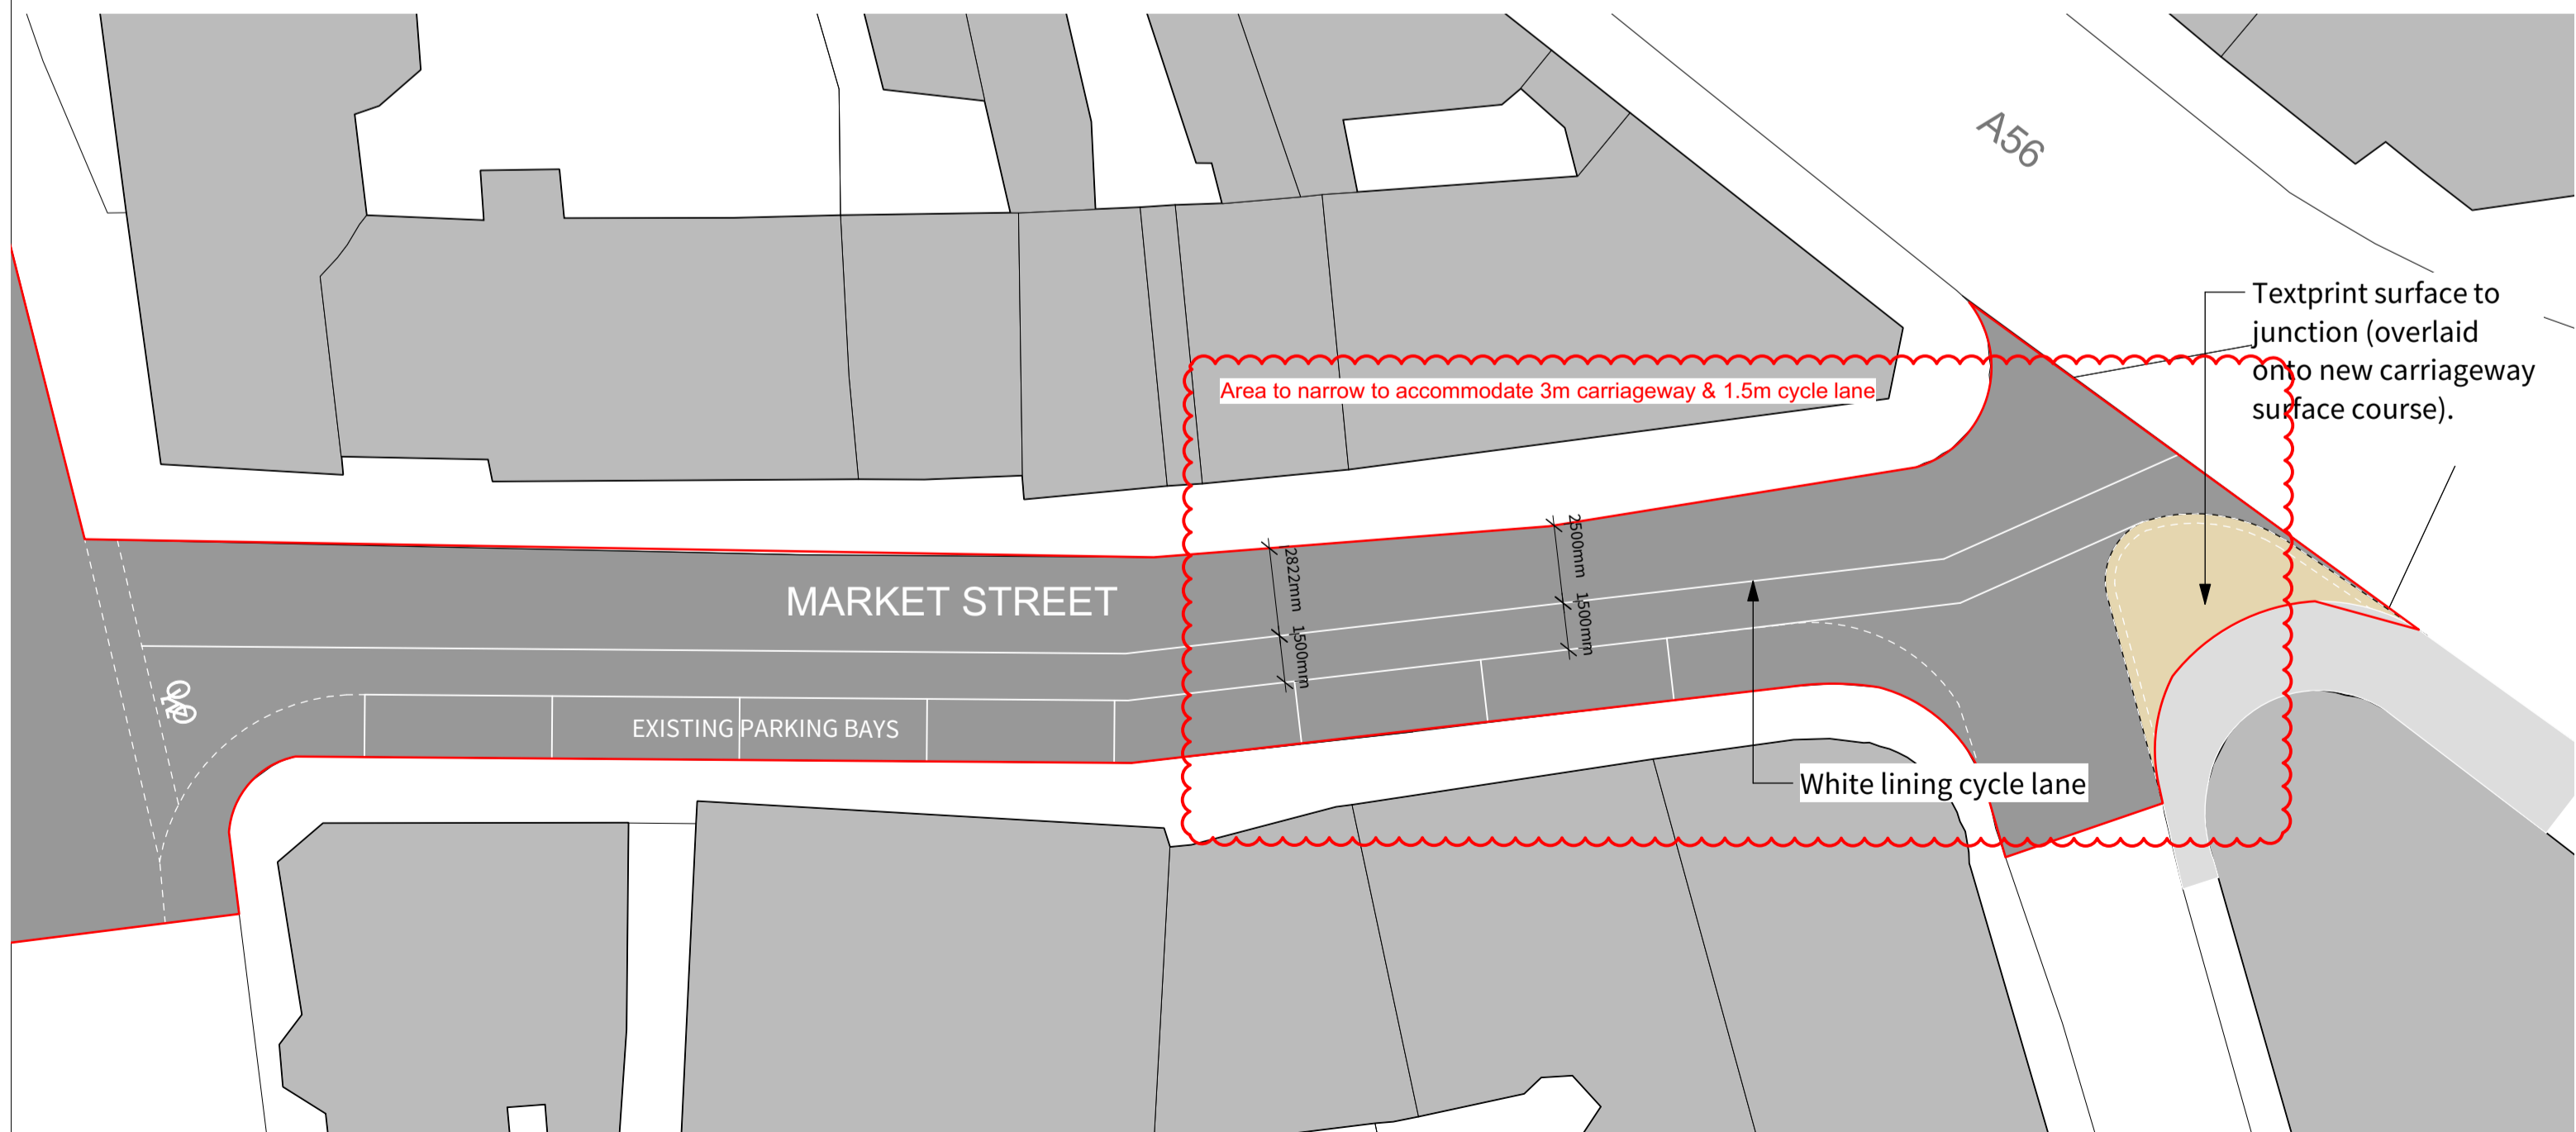 A56
Textprint surface to
junction (overlaid
onto new carriageway
surface course).
Area to narrow to accommodate 3m carriageway & 1.5m cycle lane
2822mm
1500mm
2500mm
1500mm
MARKET STREET
EXISTING PARKING BAYS
White lining cycle lane